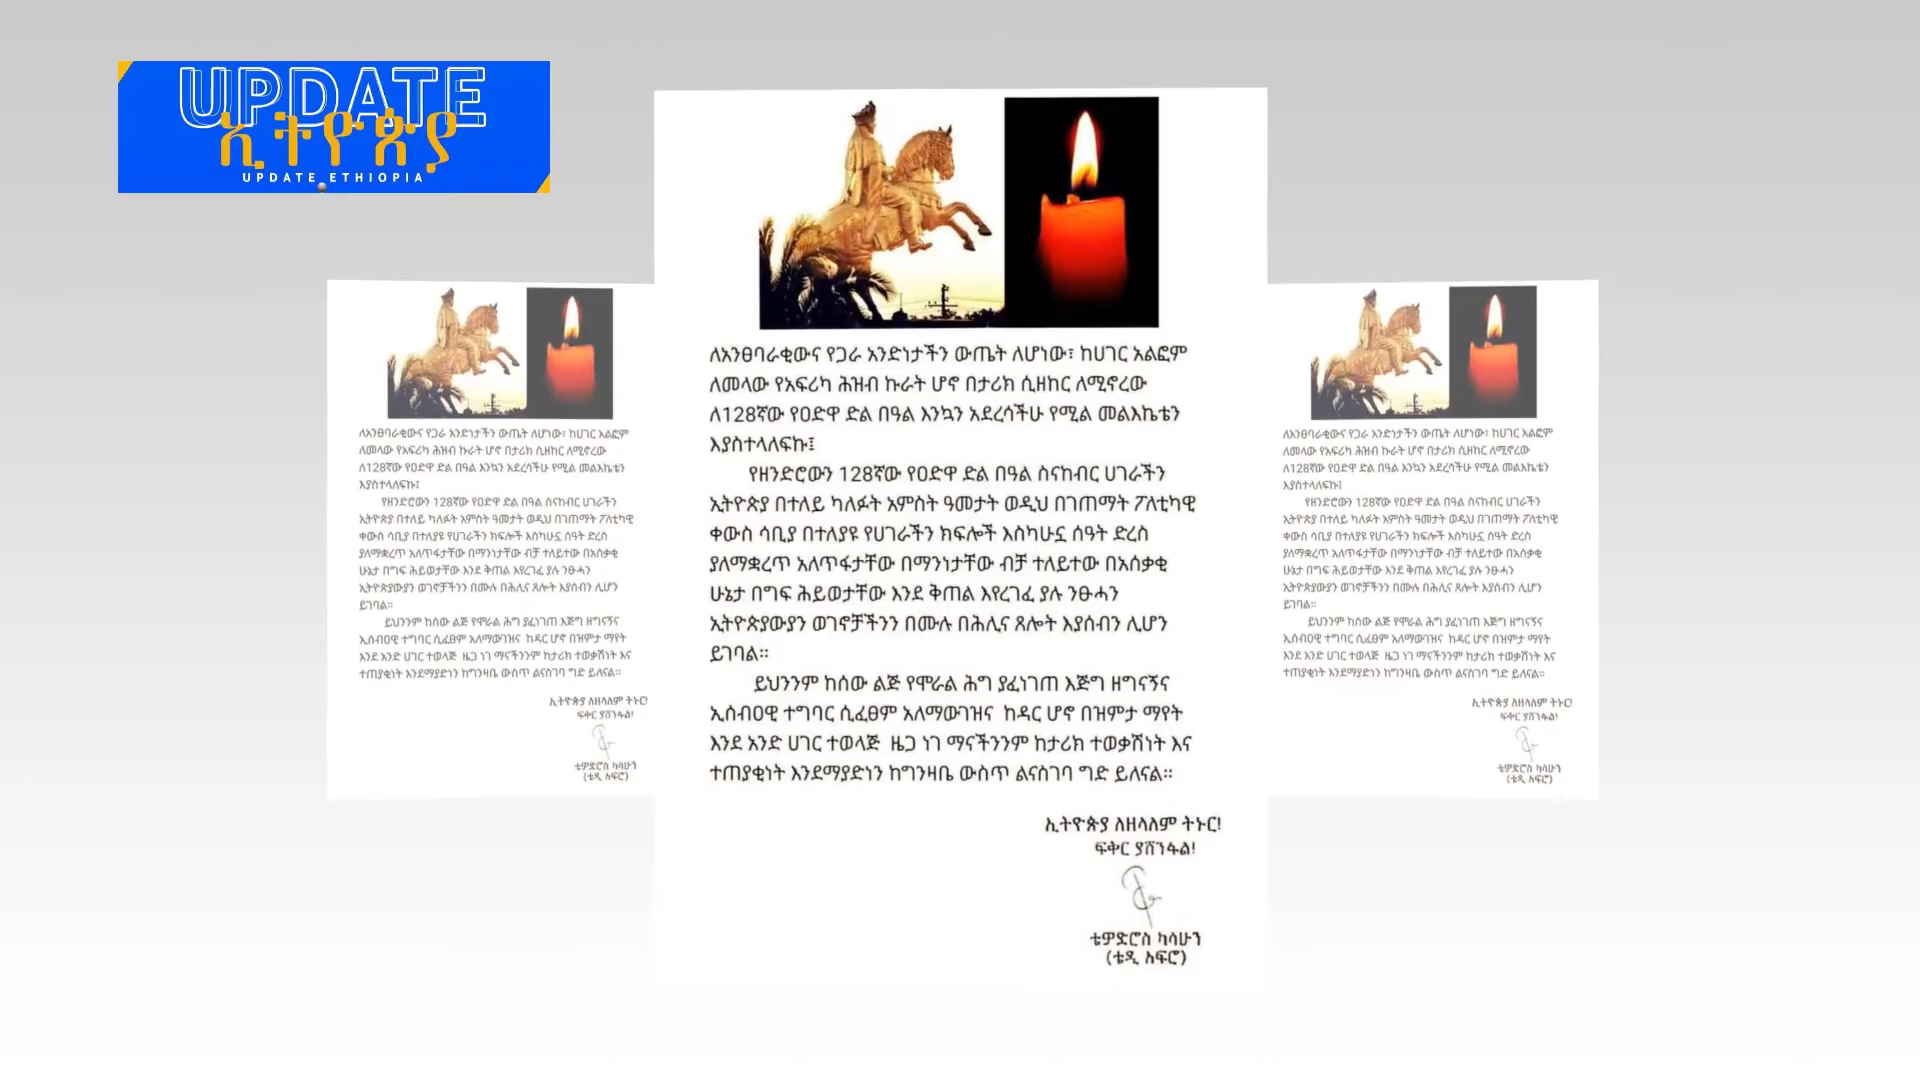 UPDATE
ኢትዮጵያ
UPDATE ETHIOPIA
ለአንፀባራቂውና የጋራ አንድነታችን ውጤት ለሆነው፣ ከሀገር አልፎም
ለመላው የአፍሪካ ሕዝብ ኩራት ሆኖ በታሪክ ሲዘከር ለሚኖረው
ለ128ኛው የዐድዋ ድል በዓል እንኳን አደረሳችሁ የሚል መልእክቴን
እያስተላለፍኩ፤
የዘንድሮውን 128ኛው የዐድዋ ድል በዓል ስናከብር ሀገራችን
ኢትዮጵያ በተለይ ካለፉት አምስት ዓመታት ወዲህ በገጠማት ፖለቲካዊ
ቀውስ ሳቢያ በተለያዩ የሀገራችን ክፍሎች እስካሁኗ ሰዓት ድረስ
ያለማቋረጥ አለጥፋታቸው በማንነታቸው ብቻ ተለይተው በአሰቃቂ
ሁኔታ በግፍ ሕይወታቸው እንደ ቅጠል እየረገፈ ያሉ ንፁሓን
ኢትዮጵያውያን ወገኖቻችንን በሙሉ በሕሊና ጸሎት እያሰብን ሊሆን
ይገባል።
ይህንንም ከሰው ልጅ የሞራል ሕግ ያፈነገጠ እጅግ ዘግናኝና
ኢሰብዐዊ ተግባር ሲፈፀም አለማውገዝና ከዳር ሆኖ በዝምታ ማየት
እንደ አንድ ሀገር ተወላጅ ዜጋ ነገ ማናችንንም ከታሪክ ተወቃሽነት እና
ተጠያቂነት እንደማያድነን ከግንዛቤ ውስጥ ልናስገባ ግድ ይለናል።
ኢትዮጵያ ለዘላለም ትኑር!
ፍቅር ያሸንፋል!
ቴዎድሮስ ካሳሁን
(ቴዲ አፍሮ)